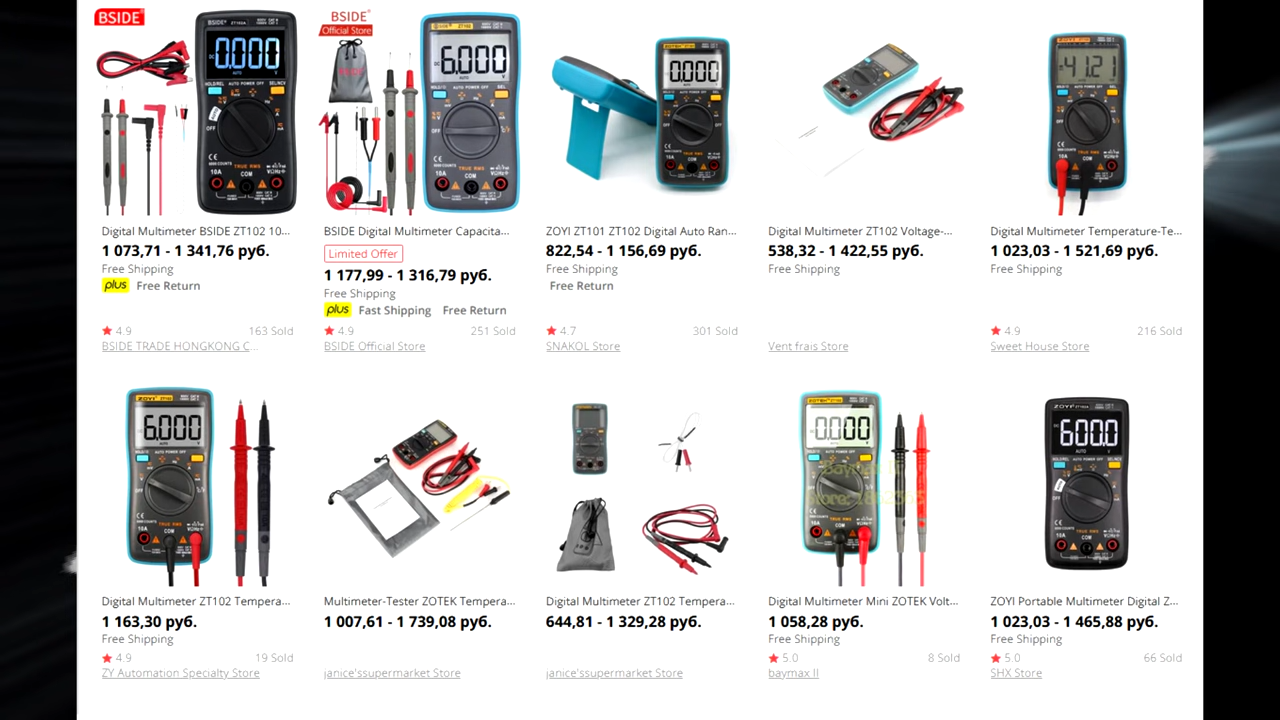 BSIDE
BSIDE
Official Store
Digital Multimeter BSIDE ZT102 10...
1 073,71 - 1 341,76 руб.
Free Shipping
plus Free Return
4.9 163 Sold
BSIDE TRADE HONGKONG C...
BSIDE Digital Multimeter Capacita...
Limited Offer
1 177,99 - 1 316,79 руб.
Free Shipping
plus Fast Shipping Free Return
4.9 251 Sold
BSIDE Official Store
ZOYI ZT101 ZT102 Digital Auto Ran...
822,54 - 1 156,69 руб.
Free Shipping
Free Return
4.7 301 Sold
SNAKOL Store
Digital Multimeter ZT102 Voltage-...
538,32 - 1 422,55 руб.
Free Shipping
Vent frais Store
Digital Multimeter Temperature-Te...
1 023,03 - 1 521,69 руб.
Free Shipping
4.9 216 Sold
Sweet House Store
Digital Multimeter ZT102 Tempera...
1 163,30 руб.
Free Shipping
4.9 19 Sold
ZY Automation Specialty Store
Multimeter-Tester ZOTEK Tempera...
1 007,61 - 1 739,08 руб.
janice'ssupermarket Store
Digital Multimeter ZT102 Tempera...
644,81 - 1 329,28 руб.
janice'ssupermarket Store
Digital Multimeter Mini ZOTEK Volt...
1 058,28 руб.
Free Shipping
5.0 8 Sold
baymax II
ZOYI Portable Multimeter Digital Z...
1 023,03 - 1 465,88 руб.
Free Shipping
5.0 66 Sold
SHX Store